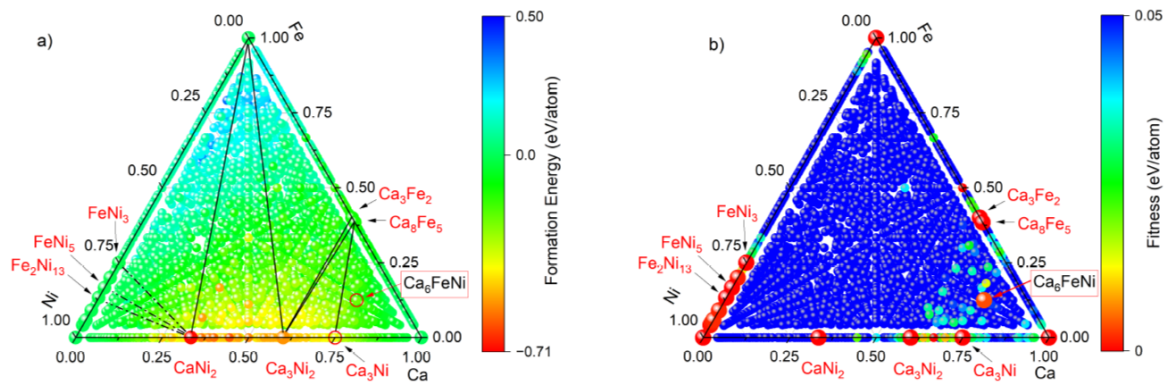 a)
0.00
Fe
1.00
0.25
0.75
0.50
0.50
Ca3Fe2
FeNi3
Ca8Fe5
0.75
FeNi5
0.25
Fe2Ni13
Ca6FeNi
Ni
1.00
0.00
0.00
0.25
0.50
0.75
1.00
CaNi2
Ca3Ni2
Ca3Ni
Ca
0.50
0.0
−0.71
Formation Energy (eV/atom)
b)
0.00
Fe
1.00
0.25
0.75
0.50
0.50
Ca3Fe2
FeNi3
Ca8Fe5
0.75
FeNi5
0.25
Fe2Ni13
Ca6FeNi
Ni
1.00
0.00
0.00
0.25
0.50
0.75
1.00
CaNi2
Ca3Ni2
Ca3Ni
Ca
0.05
0
Fitness (eV/atom)